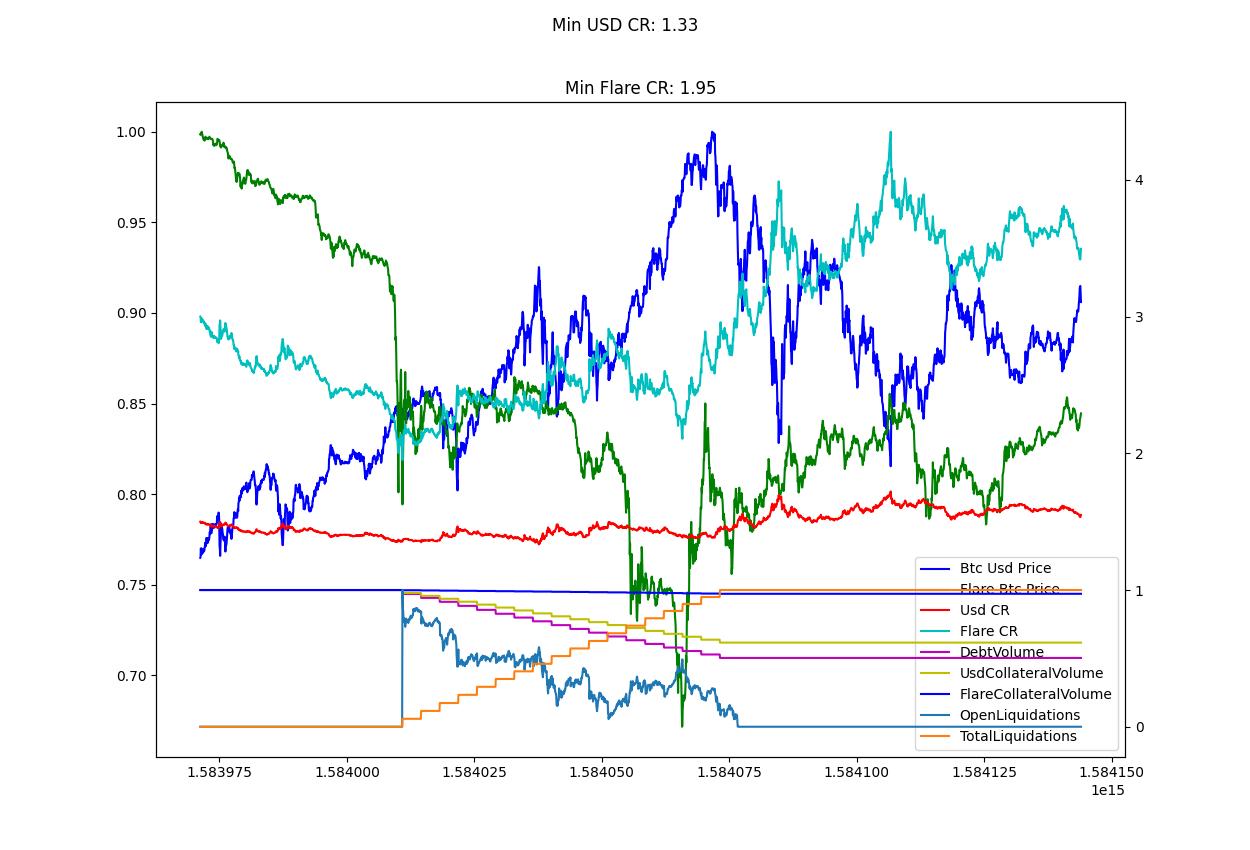 Min USD CR: 1.33
Min Flare CR: 1.95
1.00
0.95
0.90
0.85
0.80
0.75
0.70
4
3
2
1
0
Btc Usd Price
Flare Btc Price
Usd CR
Flare CR
DebtVolume
UsdCollateralVolume
FlareCollateralVolume
OpenLiquidations
TotalLiquidations
1.583975 1.584000 1.584025 1.584050 1.584075 1.584100 1.584125 1.584150
1e15